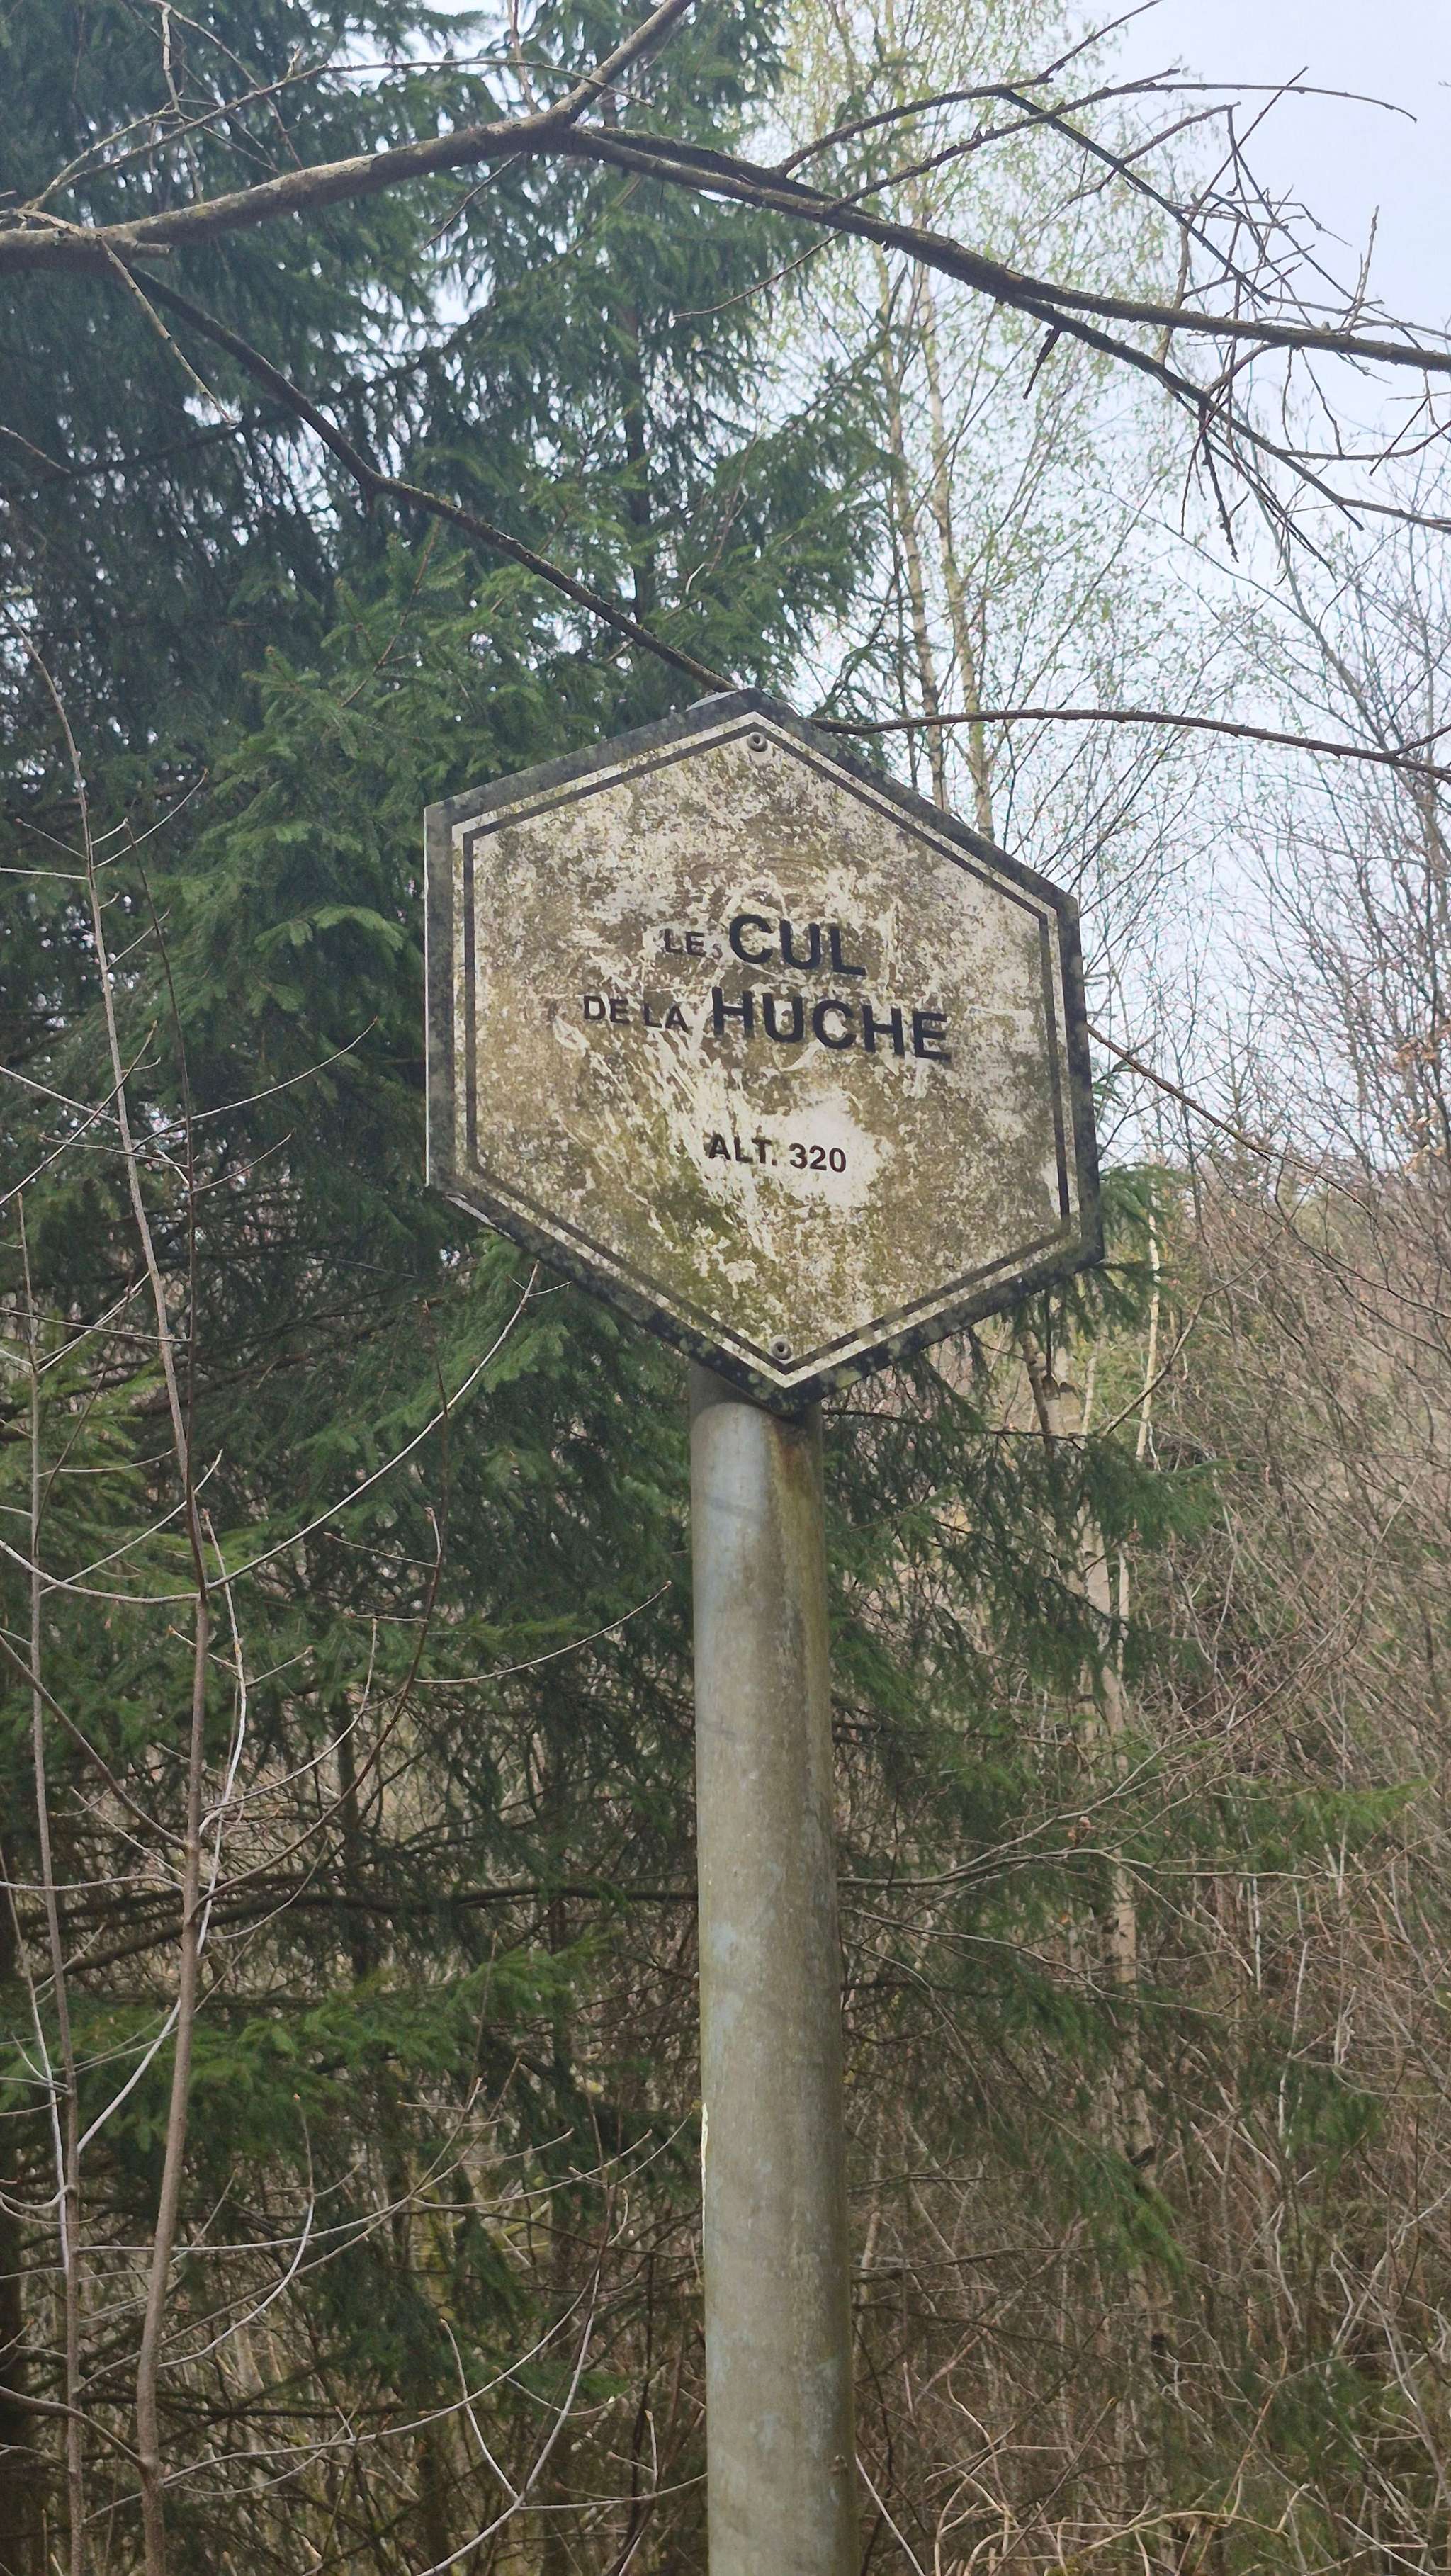 LE CUL
DE LA HUCHE
ALT. 320